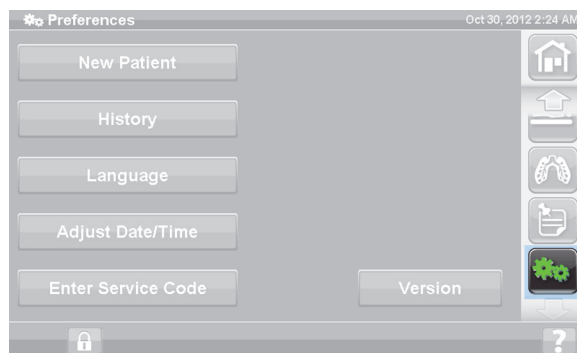 Preferences
Oct 30, 2012 2:24 AM
New Patient
History
Language
Adjust Date/Time
Enter Service Code
Version
?